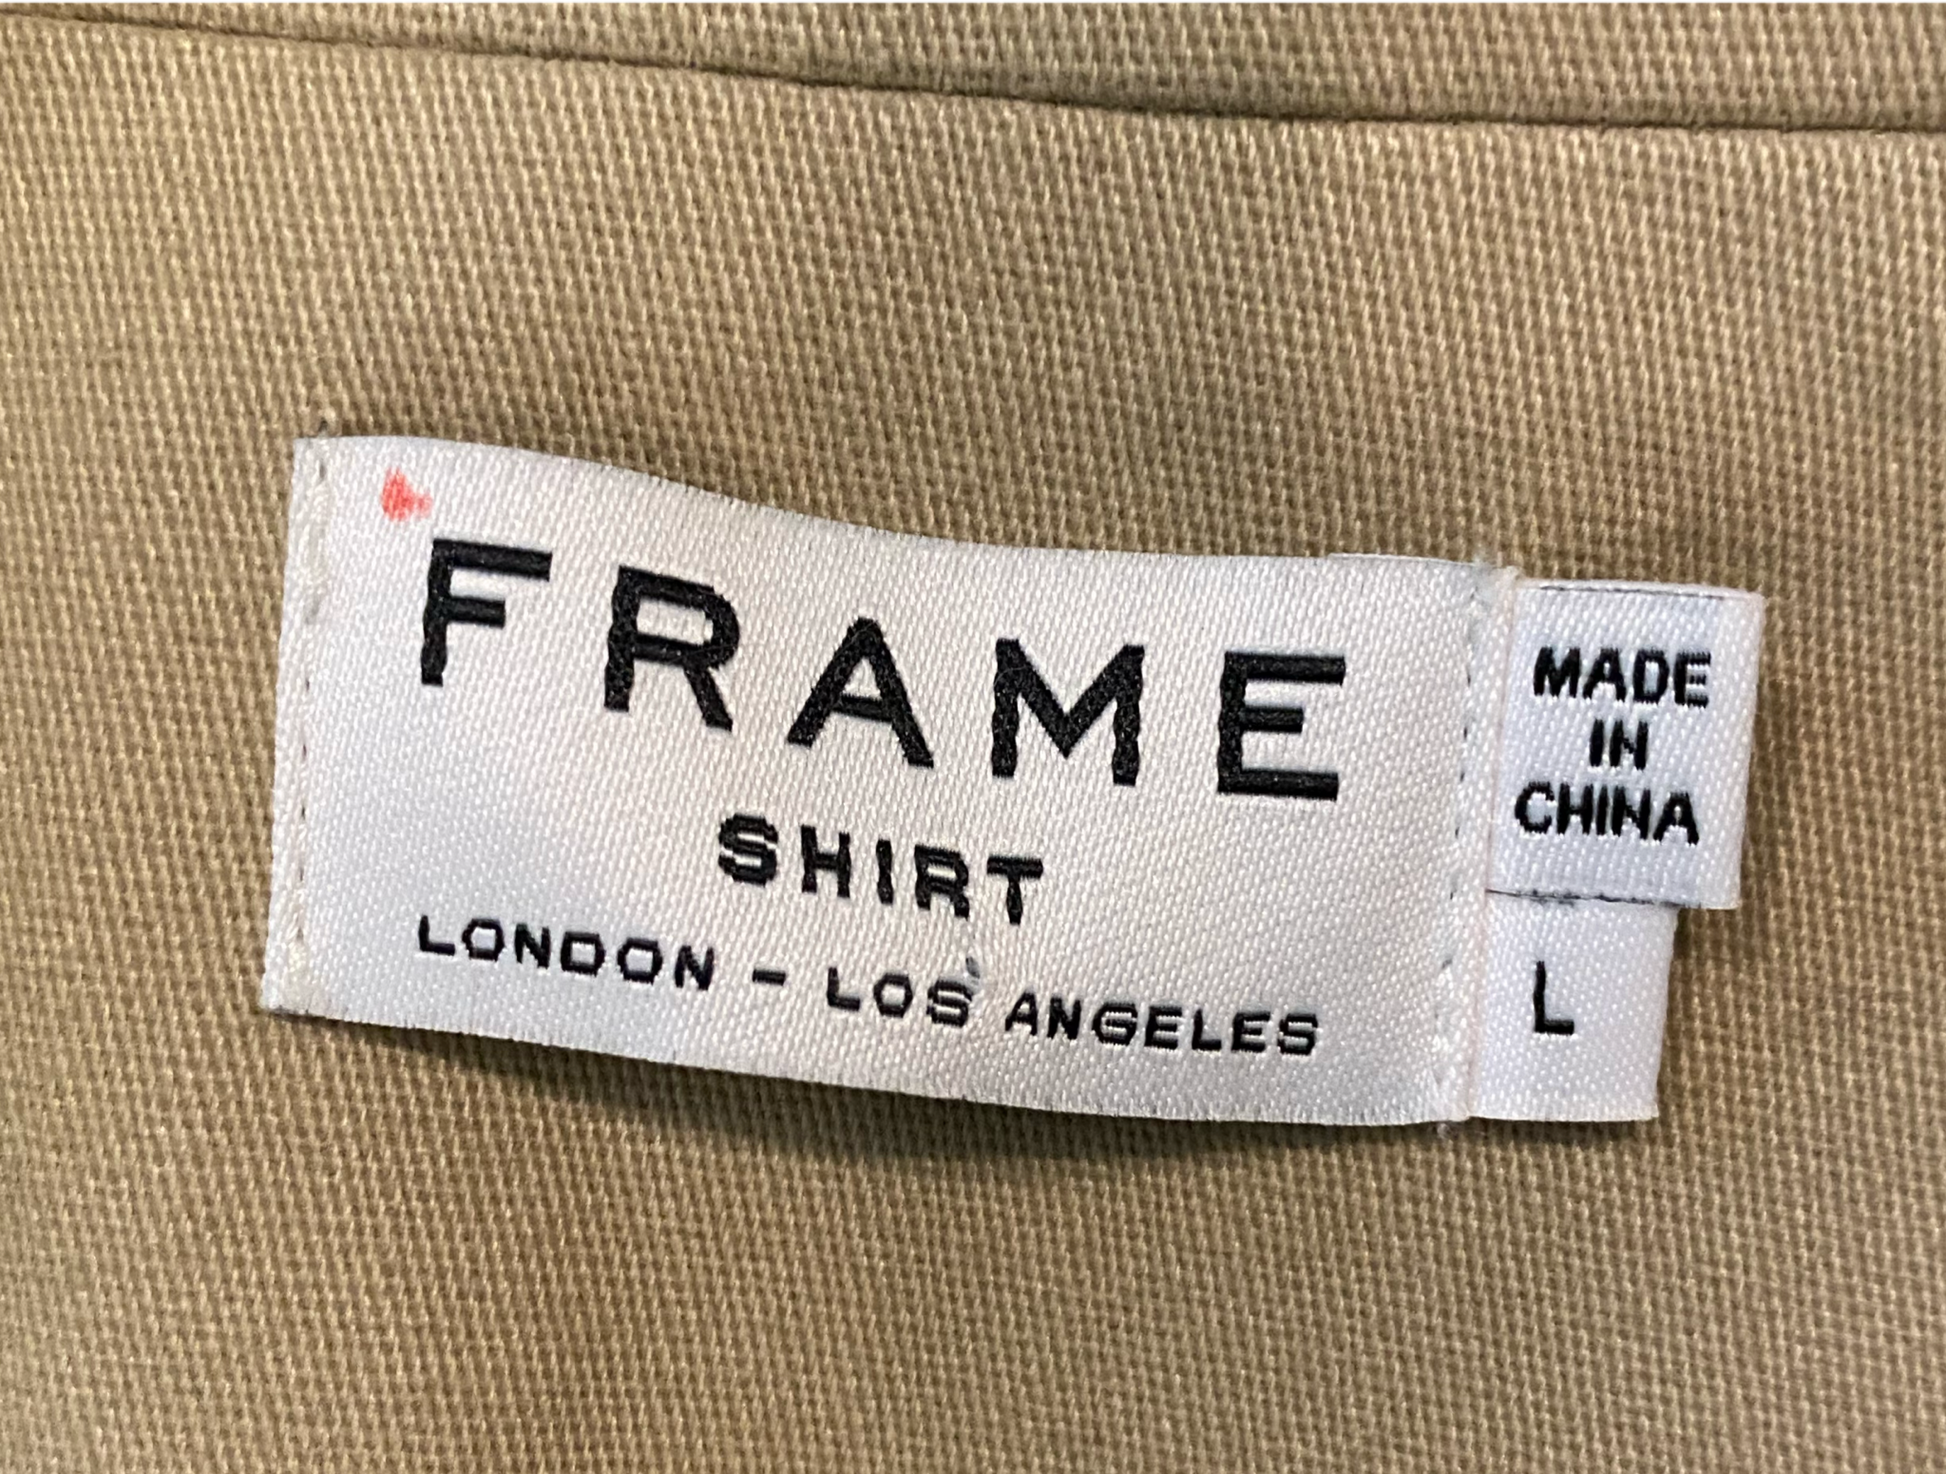 FRAME
SHIRT
LONDON - LOS ANGELES
MADE
IN
CHINA
L